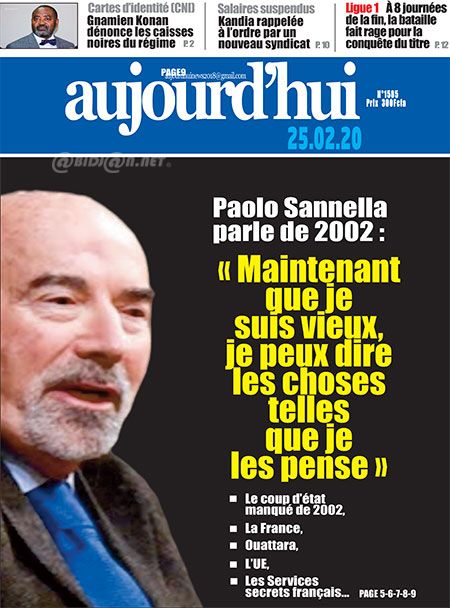 Cartes d'identité (CNI)
Gnamien Konan
dénonce les caisses
noires du régime P.2
Salaires suspendus
Kandia rappelée
à l'ordre par un
nouveau syndicat P.10
Ligue 1 > À 8 journées
de la fin, la bataille
fait rage pour la
conquête du titre P.12
PAGE9
aujourd'hui
N°1505
Prix 300Fcfa
25.02.20
@BIDI@N.NET
Paolo Sannella
parle de 2002 :
« Maintenant
que je
suis vieux,
je peux dire
les choses
telles
que je
les pense »
Le coup d'état
manqué de 2002,
La France,
Ouattara,
L'UE,
Les Services
secrets français... PAGE 5-6-7-8-9